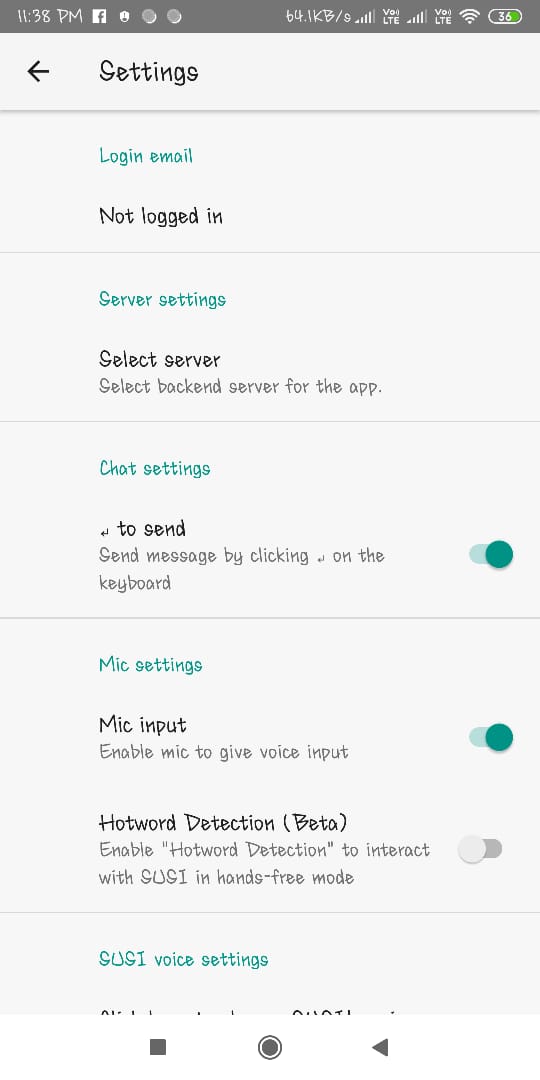 11:38 PM
64.1KB/s
Vo) LTE
Vo) LTE
36
Settings
Login email
Not logged in
Server settings
Select server
Select backend server for the app.
Chat settings
↵ to send
Send message by clicking ↵ on the
keyboard
Mic settings
Mic input
Enable mic to give voice input
Hotword Detection (Beta)
Enable "Hotword Detection" to interact
with SUSI in hands-free mode
SUSI voice settings